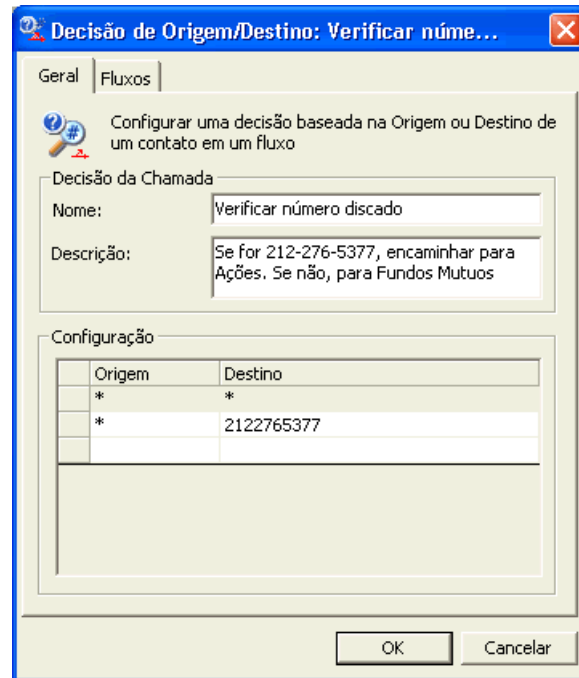 Decisão de Origem/Destino: Verificar núme...
Geral
Fluxos
Configurar uma decisão baseada na Origem ou Destino de
um contato em um fluxo
Decisão da Chamada
Nome:
Verificar número discado
Descrição:
Se for 212-276-5377, encaminhar para
Ações. Se não, para Fundos Mutuos
Configuração
Origem Destino
* *
* 2122765377
OK
Cancelar